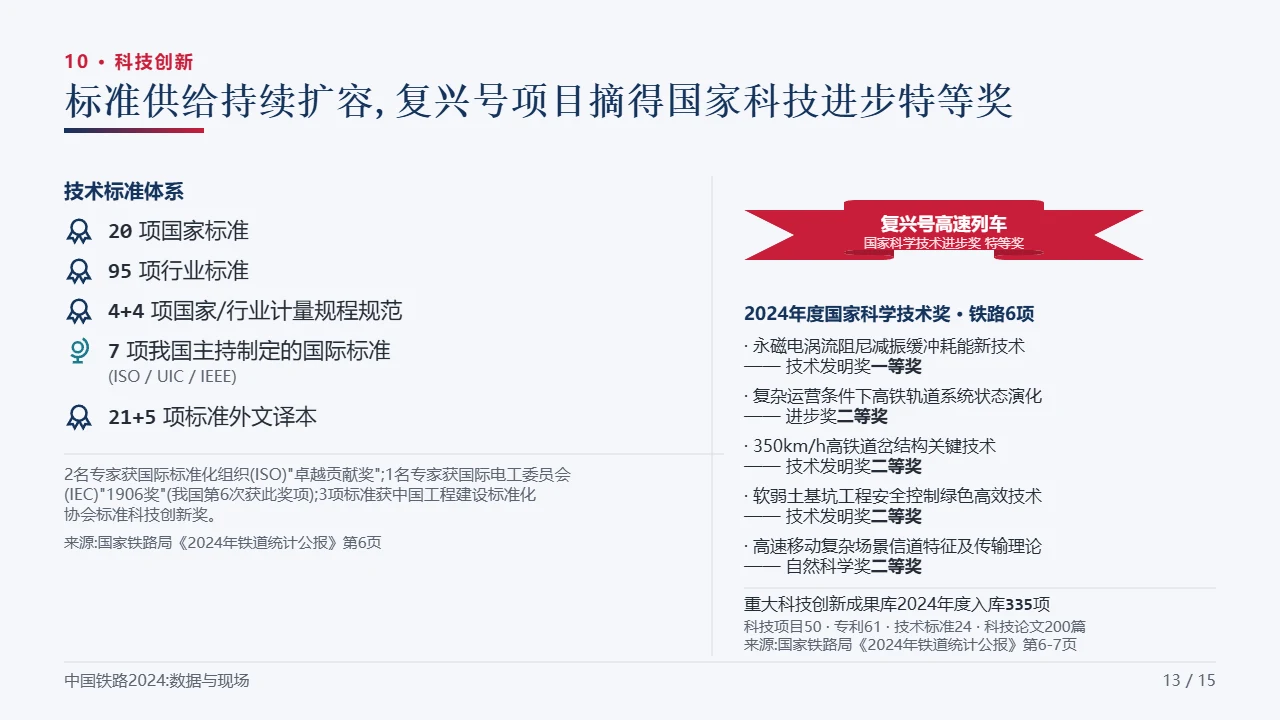 10 • 科技创新
标准供给持续扩容, 复兴号项目摘得国家科技进步特等奖
技术标准体系
20 项国家标准
95 项行业标准
4+4 项国家/行业计量规程规范
7 项我国主持制定的国际标准
(ISO / UIC / IEEE)
21+5 项标准外文译本
2名专家获国际标准化组织(ISO)"卓越贡献奖";1名专家获国际电工委员会
(IEC)"1906奖"(我国第6次获此奖项);3项标准获中国工程建设标准化
协会标准科技创新奖。
来源:国家铁路局《2024年铁道统计公报》第6页
复兴号高速列车
国家科学技术进步奖 特等奖
2024年度国家科学技术奖 • 铁路6项
· 永磁电涡流阻尼减振缓冲耗能新技术
—— 技术发明奖一等奖
· 复杂运营条件下高铁轨道系统状态演化
—— 进步奖二等奖
· 350km/h高铁道岔结构关键技术
—— 技术发明奖二等奖
· 软弱土基坑工程安全控制绿色高效技术
—— 技术发明奖二等奖
· 高速移动复杂场景信道特征及传输理论
—— 自然科学奖二等奖
重大科技创新成果库2024年度入库335项
科技项目50 · 专利61 · 技术标准24 · 科技论文200篇
来源:国家铁路局《2024年铁道统计公报》第6-7页
中国铁路2024:数据与现场
13 / 15